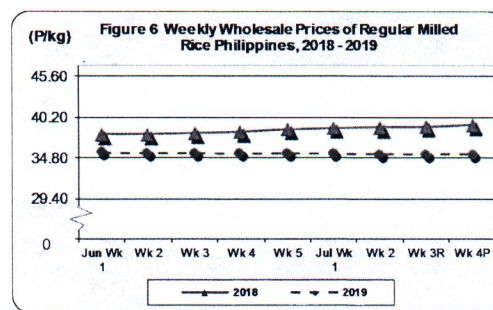 Figure 6 Weekly Wholesale Prices of Regular Milled
Rice Philippines, 2018 - 2019
(P/kg)
45.60
40.20
34.80
29.40
0
Jun Wk 1 Wk 2 Wk 3 Wk 4 Wk 5 Jul Wk 1 Wk 2 Wk 3R Wk 4P
2018 2019